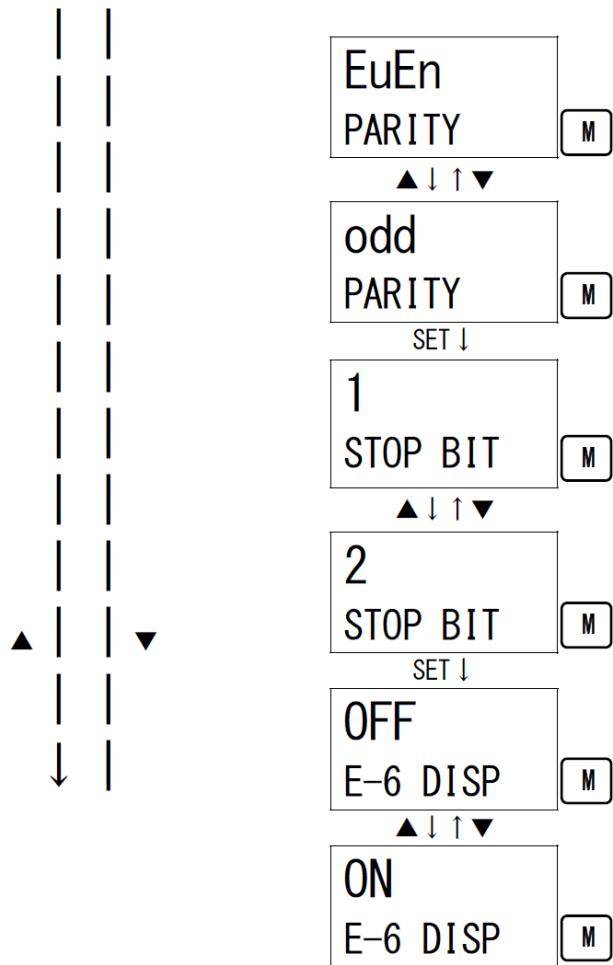 EuEn
PARITY M
▲↓↑▼
odd
PARITY M
SET↓
1
STOP BIT M
▲↓↑▼
2
STOP BIT M
▲ ▼
SET↓
OFF
E-6 DISP M
▲↓↑▼
ON
E-6 DISP M